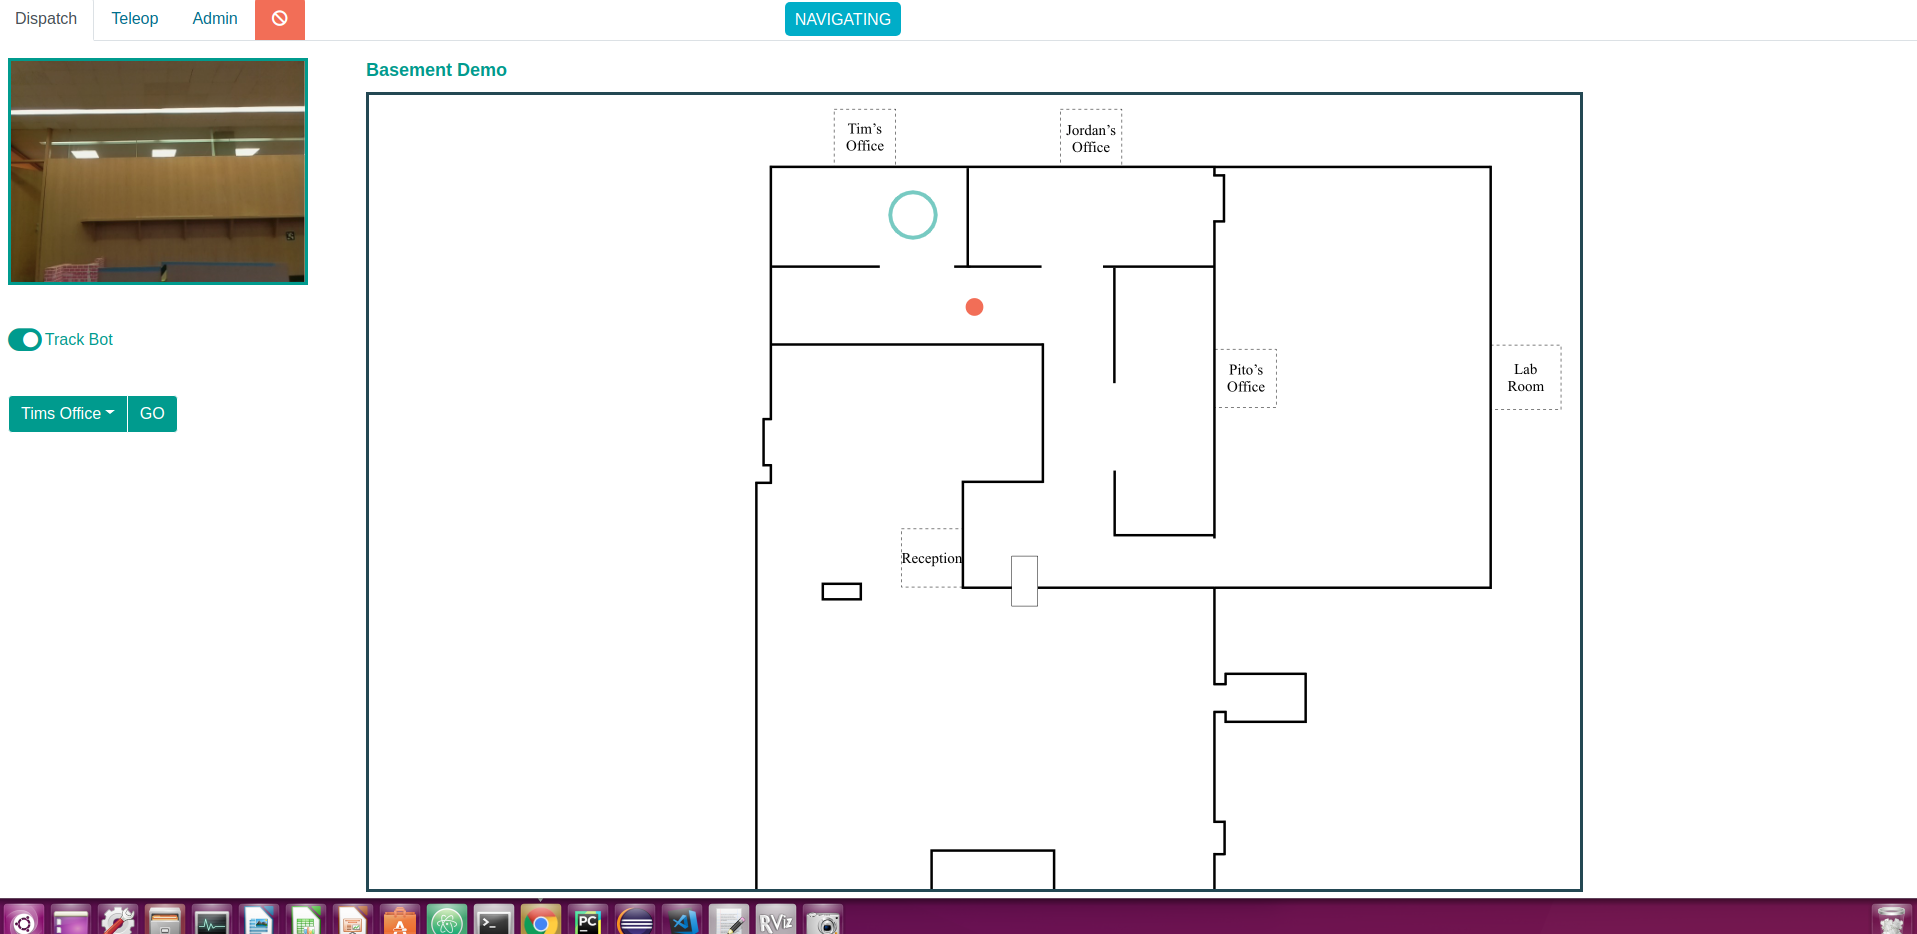 Dispatch
Teleop
Admin
NAVIGATING
Basement Demo
Tim’s
Office
Jordan’s
Office
Track Bot
Pito’s
Office
Lab
Room
Tims Office
GO
Reception
PC
RViz